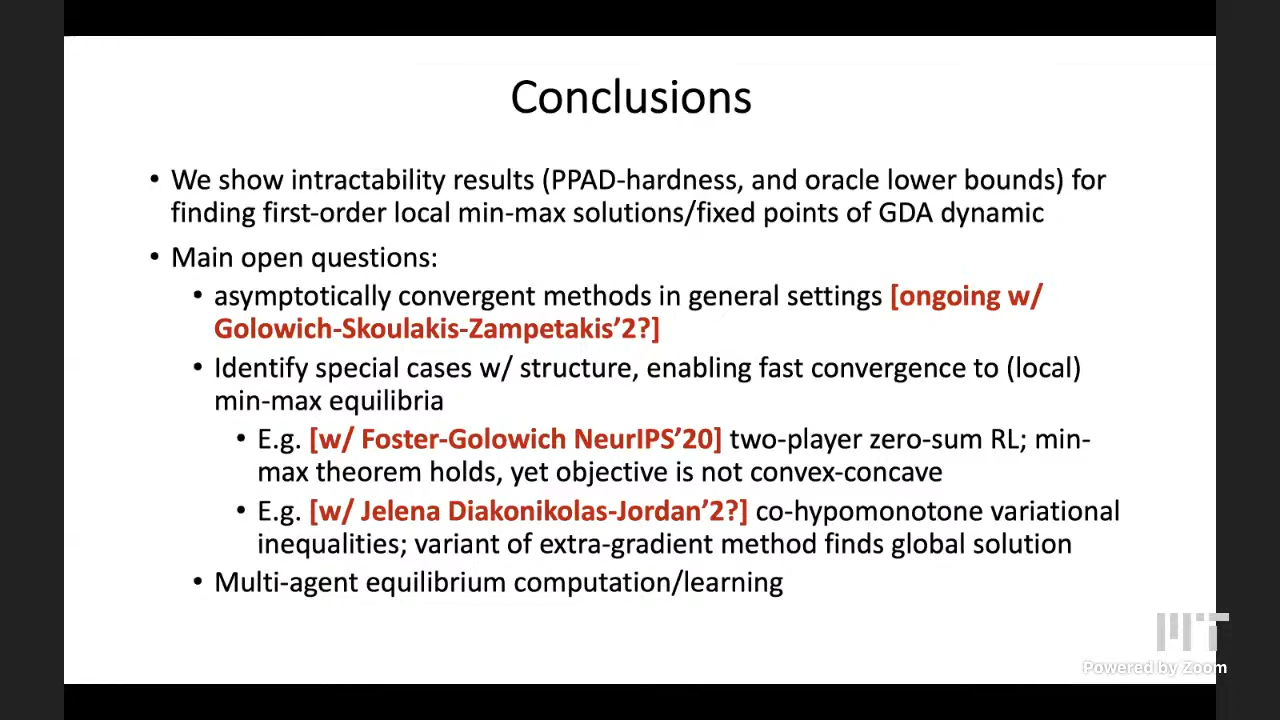 Conclusions
• We show intractability results (PPAD-hardness, and oracle lower bounds) for
finding first-order local min-max solutions/fixed points of GDA dynamic
• Main open questions:
• asymptotically convergent methods in general settings [ongoing w/
Golowich-Skoulakis-Zampetakis’2?]
• Identify special cases w/ structure, enabling fast convergence to (local)
min-max equilibria
• E.g. [w/ Foster-Golowich NeurIPS’20] two-player zero-sum RL; min-
max theorem holds, yet objective is not convex-concave
• E.g. [w/ Jelena Diakonikolas-Jordan’2?] co-hypomonotone variational
inequalities; variant of extra-gradient method finds global solution
• Multi-agent equilibrium computation/learning
MIT
Powered by Zoom